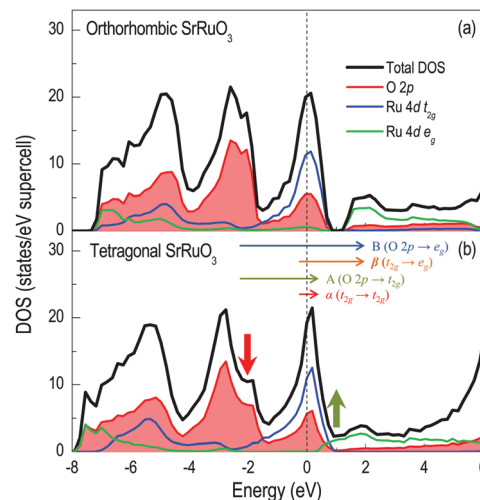 Orthorhombic SrRuO3
(a)
Total DOS
O 2p
Ru 4d t2g
Ru 4d eg
30
20
10
0
DOS (states/eV supercell)
Tetragonal SrRuO3
(b)
B (O 2p → eg)
β (t2g → eg)
A (O 2p → t2g)
α (t2g → t2g)
30
20
10
0
-8 -6 -4 -2 0 2 4 6
Energy (eV)